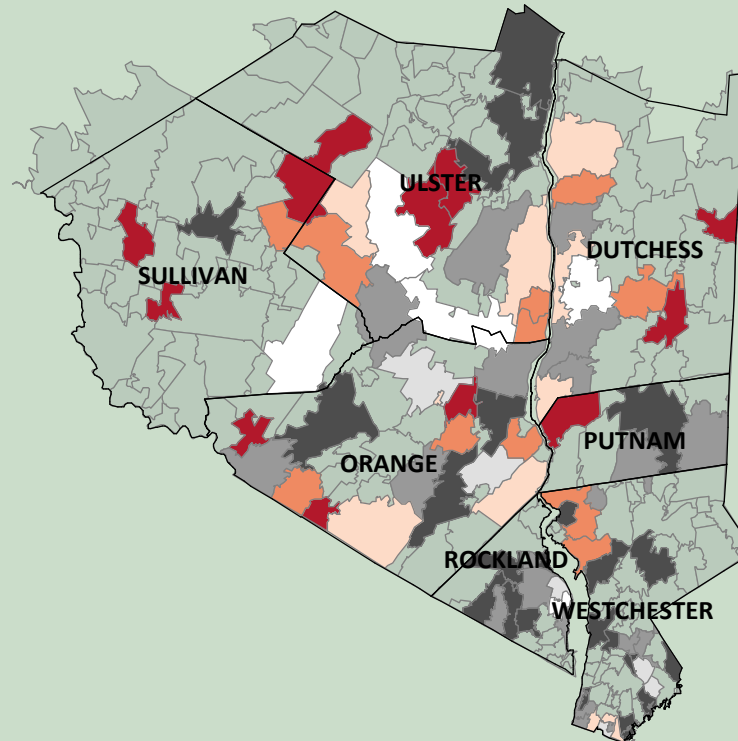 ULSTER
DUTCHESS
SULLIVAN
PUTNAM
ORANGE
ROCKLAND
WESTCHESTER